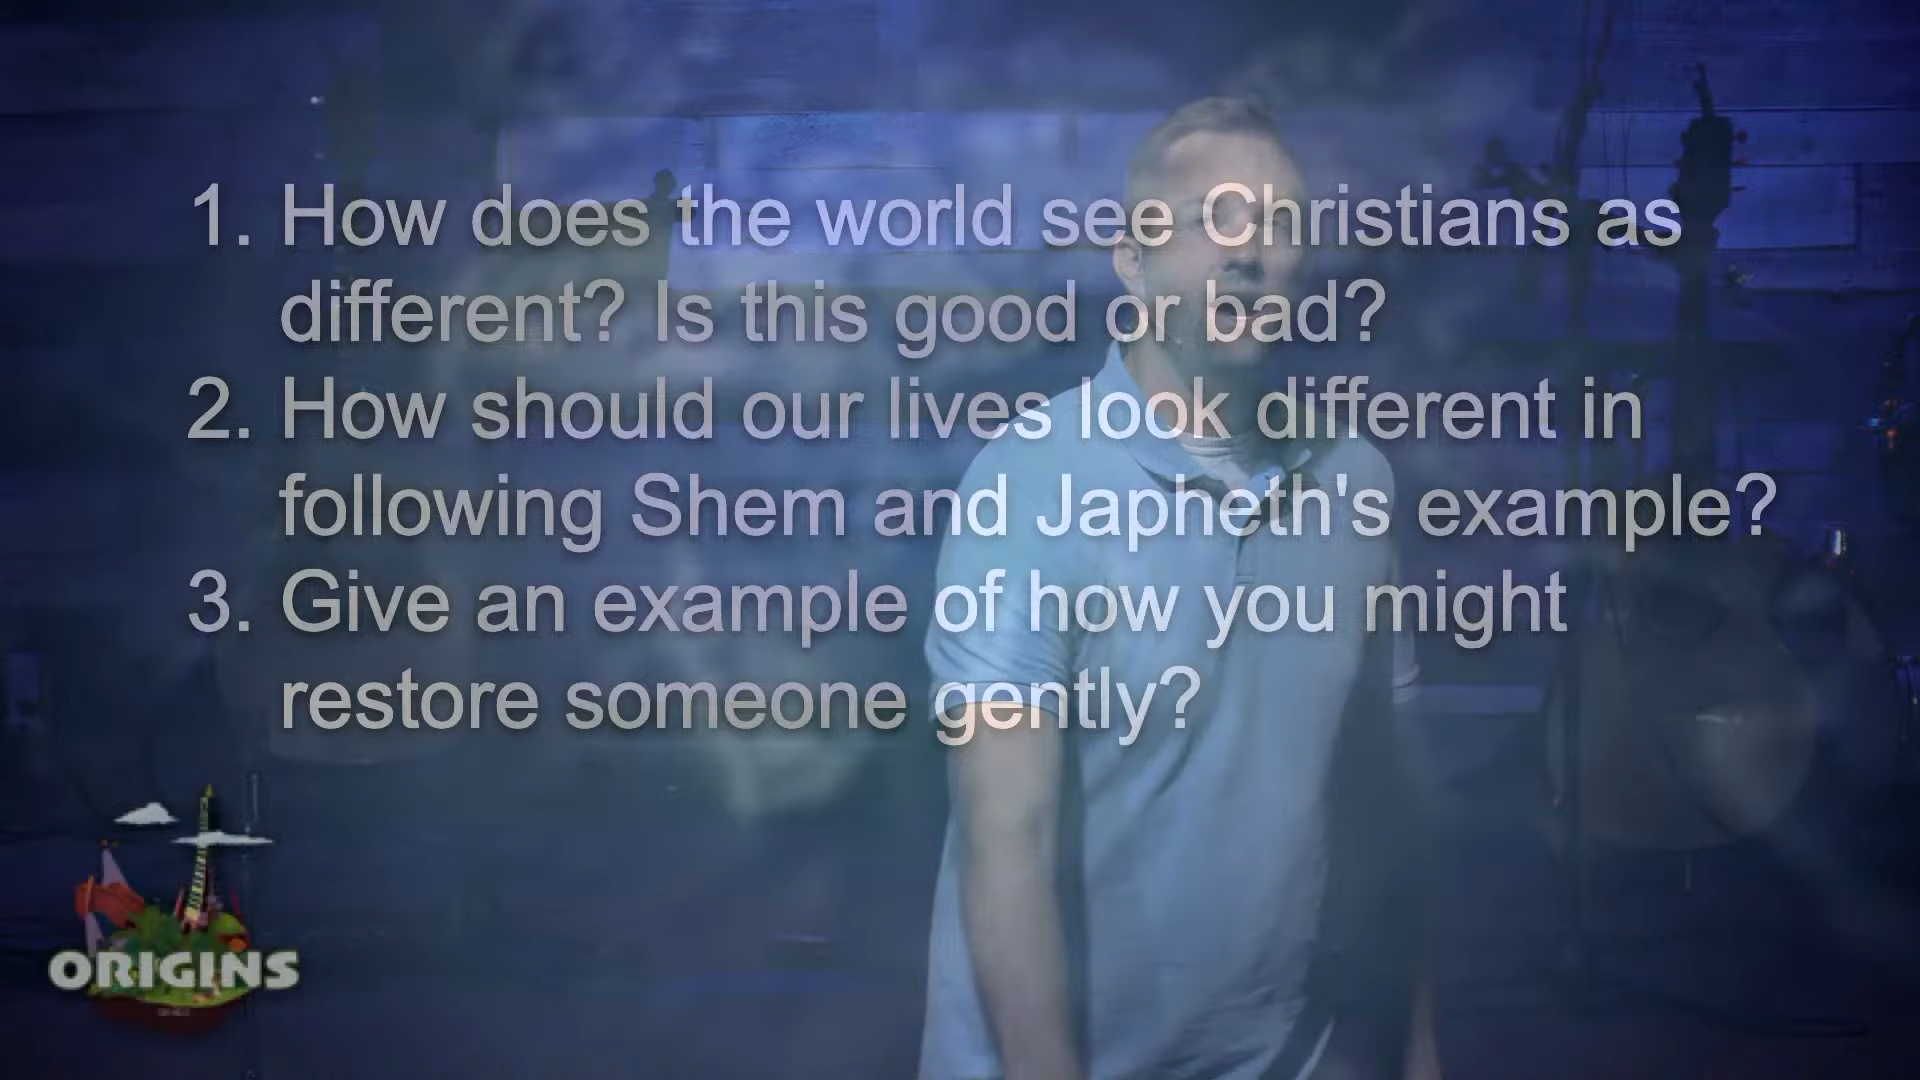 1. How does the world see Christians as
different? Is this good or bad?
2. How should our lives look different in
following Shem and Japheth's example?
3. Give an example of how you might
restore someone gently?
ORIGINS